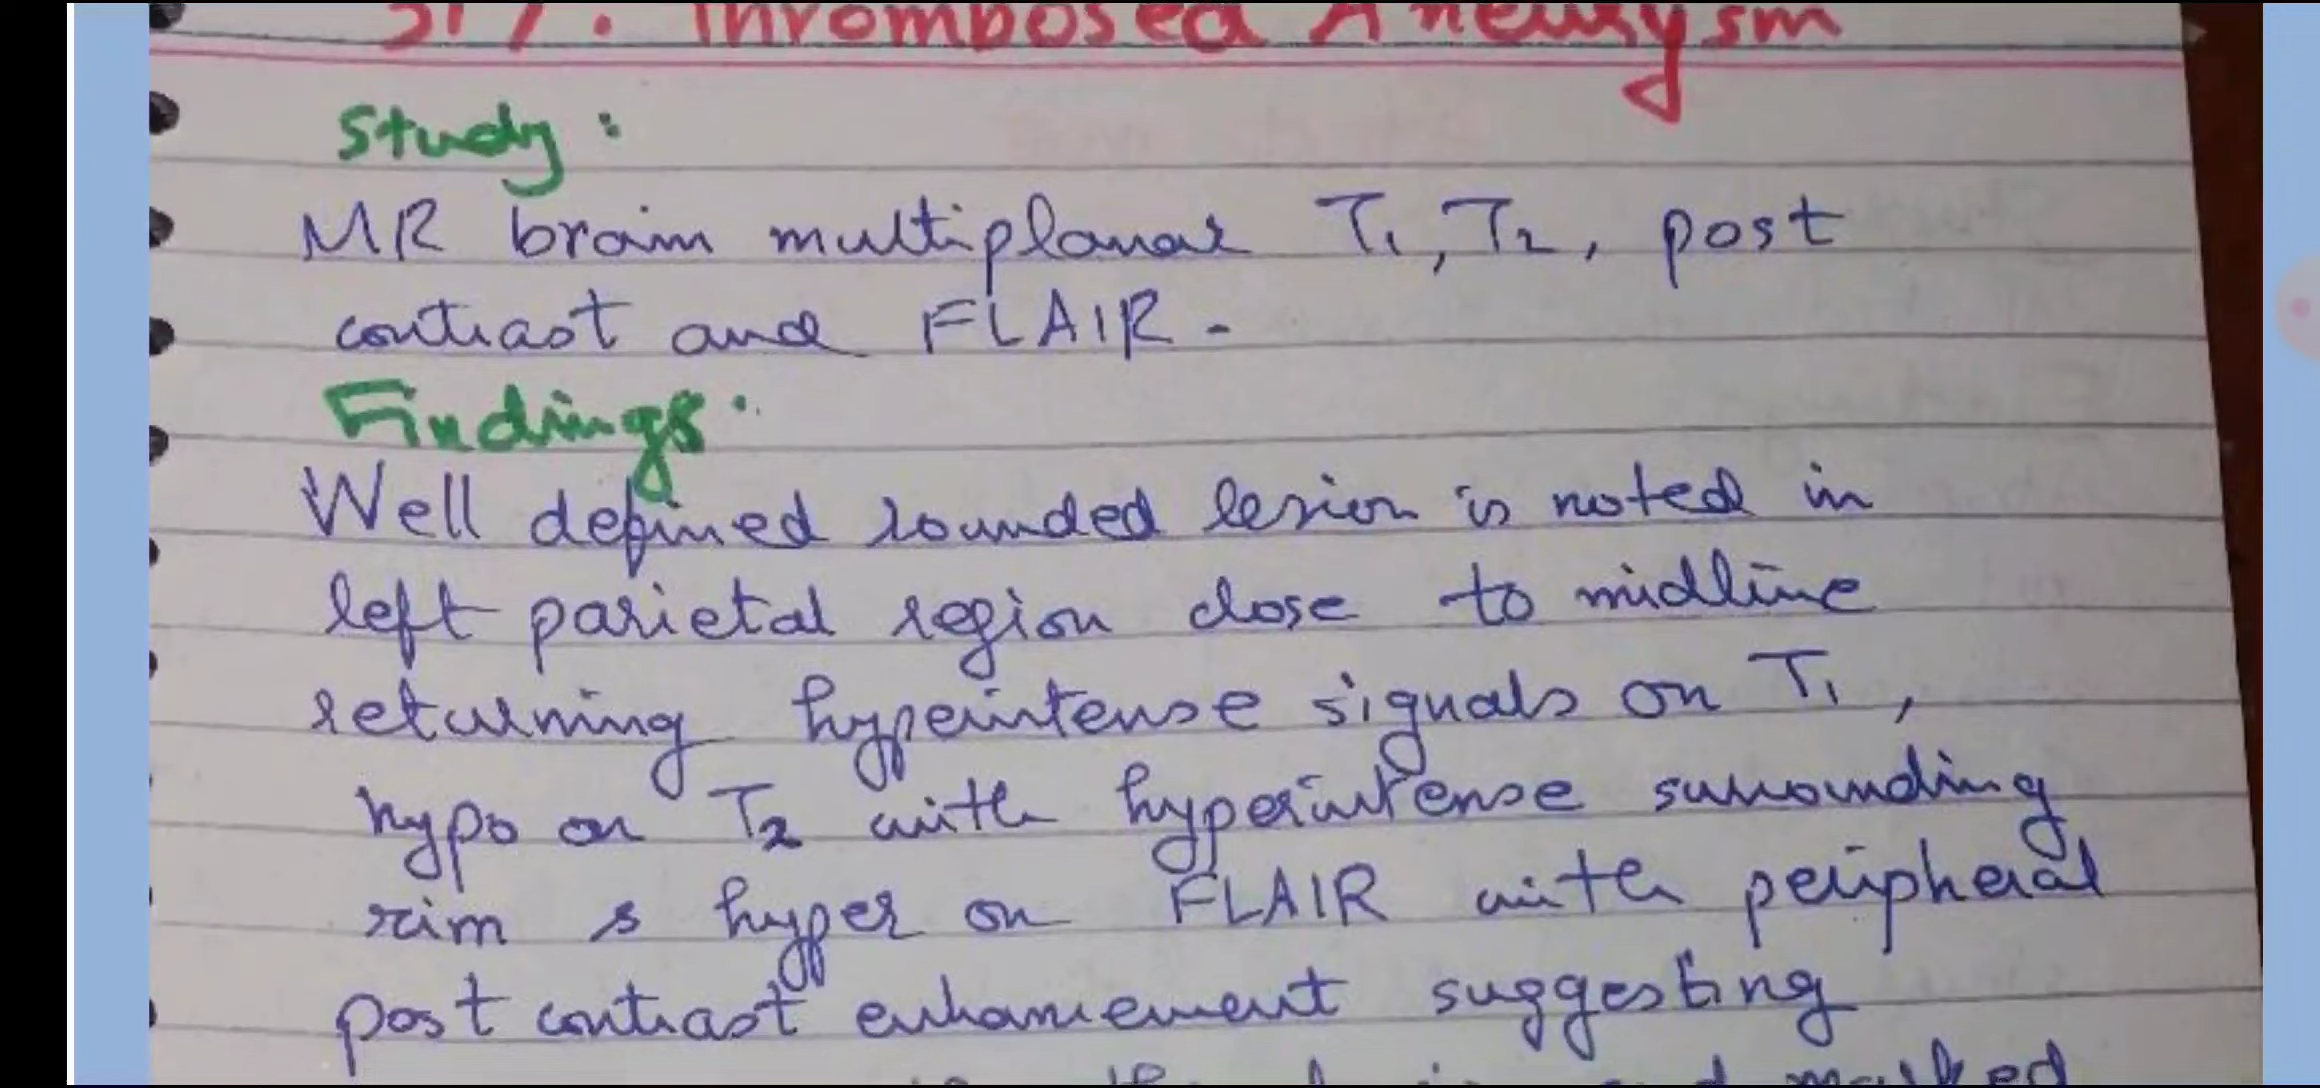 517. Thrombosed Aneurysm
Study:
MR brain multiplanar T1, T2, post
contrast and FLAIR.
Findings:
Well defined rounded lesion is noted in
left parietal region close to midline
returning hyperintense signals on T1,
hypo on T2 with hyperintense surrounding
rim & hyper on FLAIR with peripheral
post contrast enhancement suggesting
marked